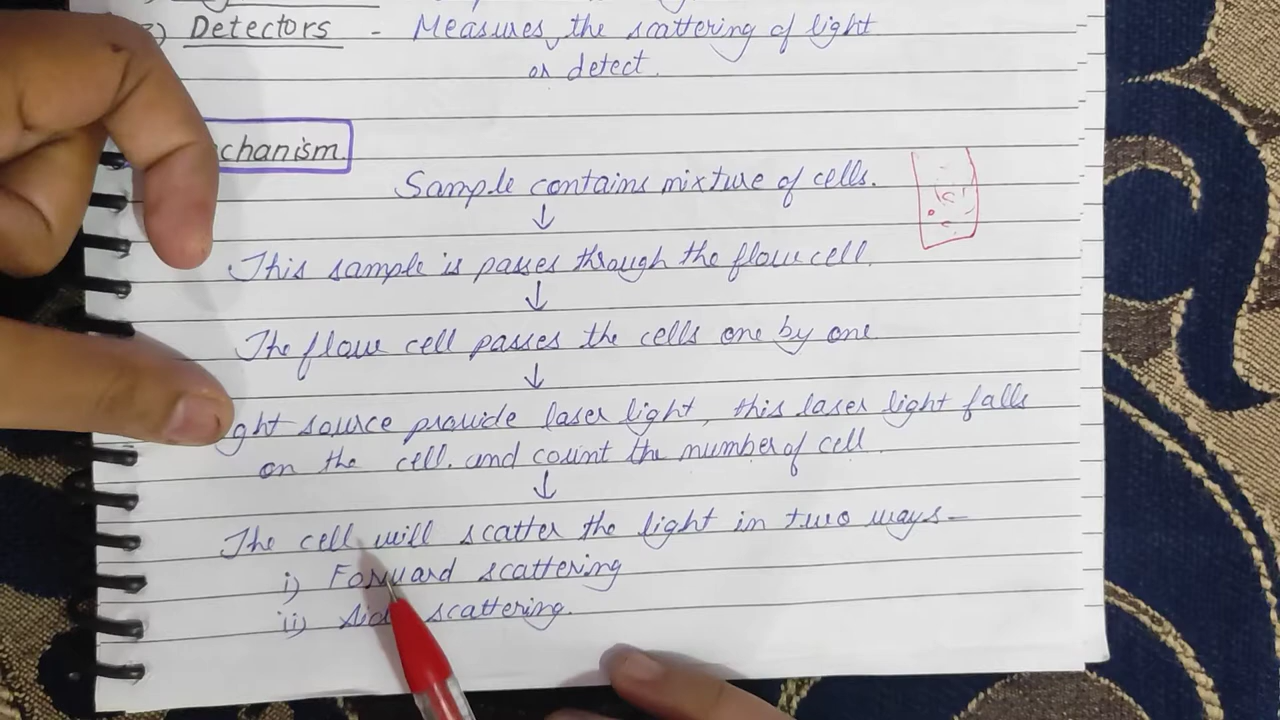 3) Detectors - Measures the scattering of light
or detect.
chanism.
Sample contains mixture of cells.
↓
This sample is passes through the flow cell.
↓
The flow cell passes the cells one by one
↓
ght source provide laser light, this laser light falls
on the cell. and count the number of cell.
↓
The cell will scatter the light in two ways-
i) Forward scattering
ii) Side scattering.